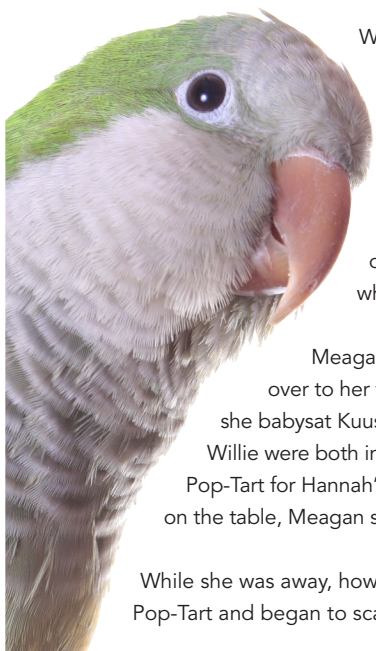 W
wh
Meaga
over to her
she babysat Kuus
Willie were both in
Pop-Tart for Hannah'
on the table, Meagan s
While she was away, how
Pop-Tart and began to sca